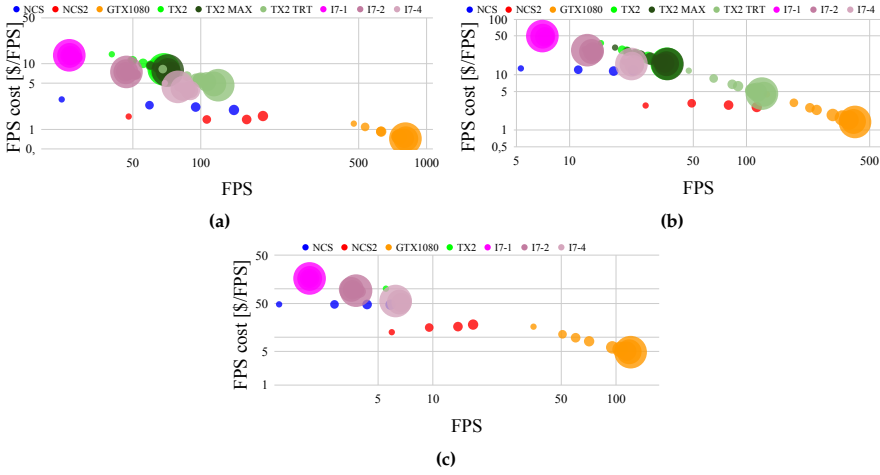 NCS NCS2 GTX1080 TX2 TX2 MAX TX2 TRT I7-1 I7-2 I7-4
FPS cost [$/FPS]
50
10
5
1
0,
50 100 500 1000
FPS
(a)
NCS NCS2 GTX1080 TX2 TX2 MAX TX2 TRT I7-1 I7-2 I7-4
FPS cost [$/FPS]
100
50
10
5
1
0,5
5 10 50 100 500
FPS
(b)
NCS NCS2 GTX1080 TX2 I7-1 I7-2 I7-4
FPS cost [$/FPS]
50
50
5
1
5 10 50 100
FPS
(c)